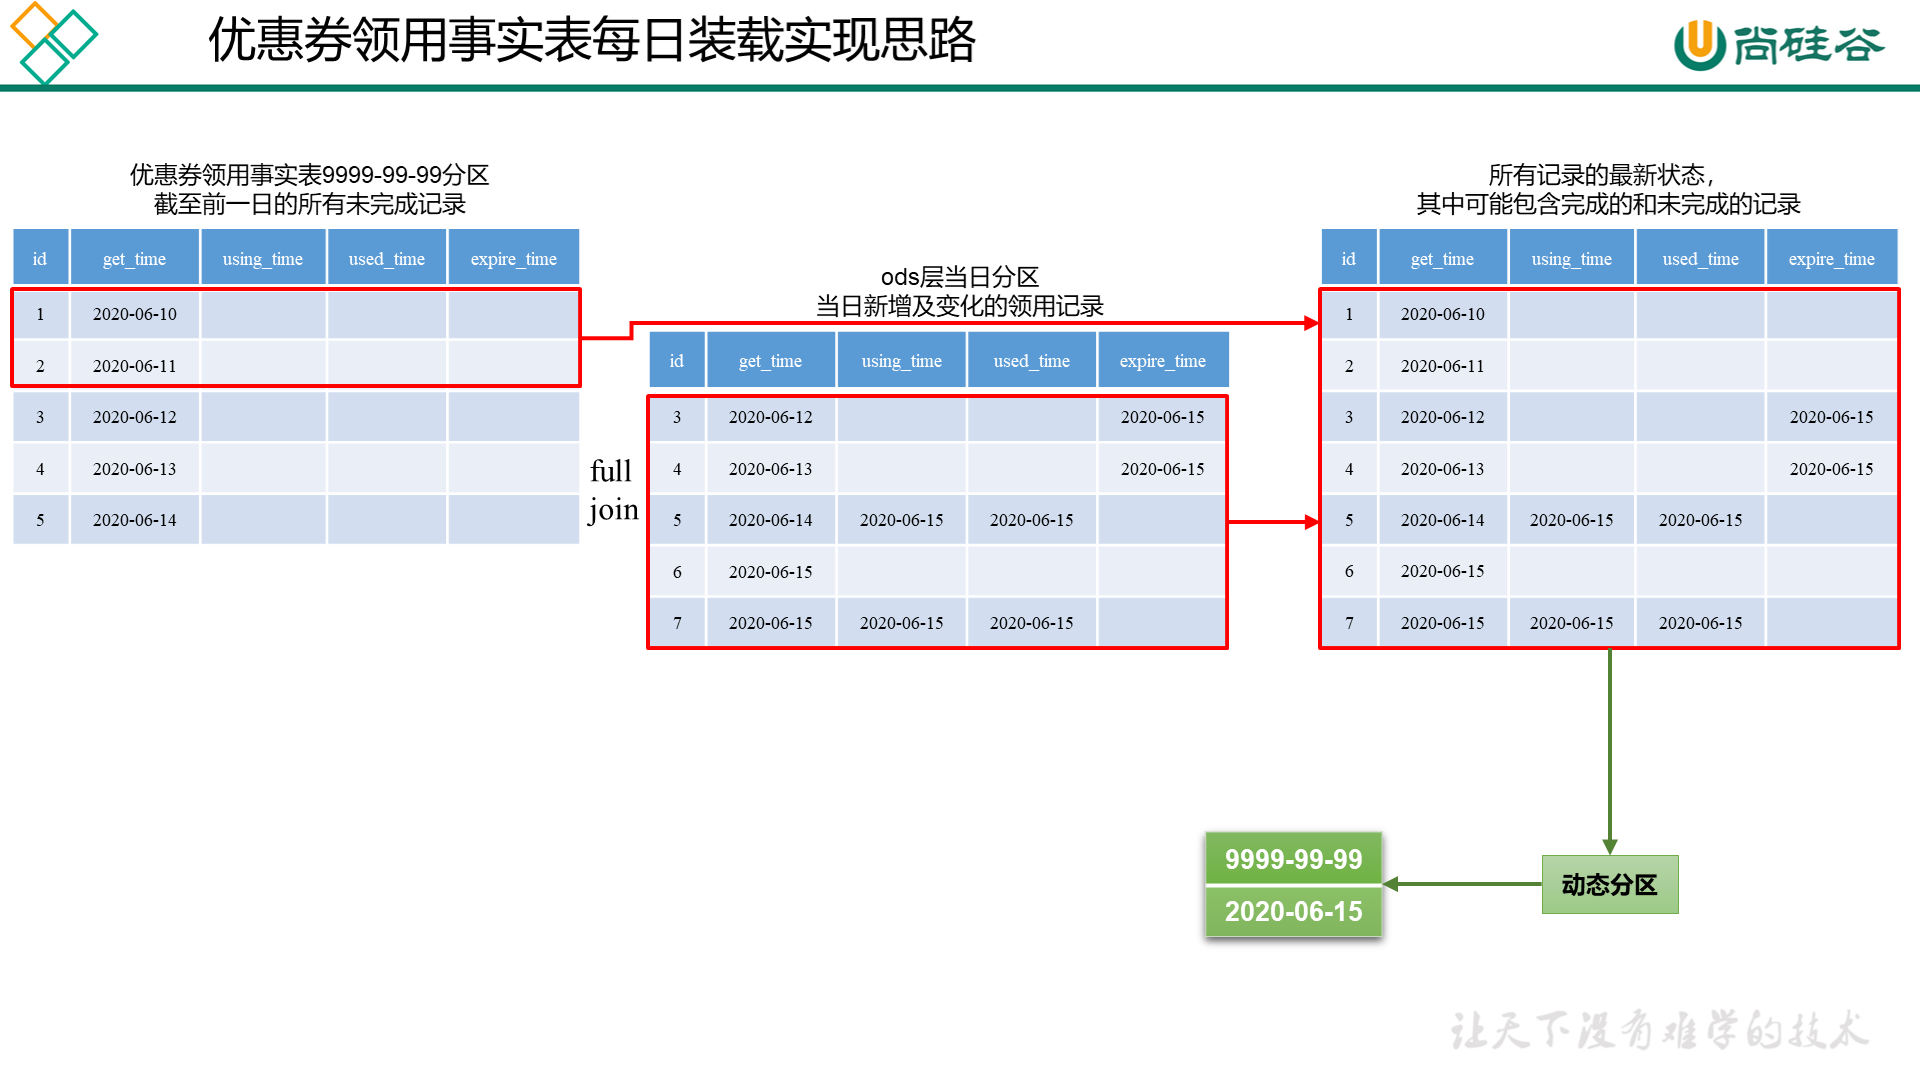 优惠券领用事实表每日装载实现思路
尚硅谷
优惠券领用事实表9999-99-99分区
截至前一日的所有未完成记录
id get_time using_time used_time expire_time
1 2020-06-10
2 2020-06-11
3 2020-06-12
4 2020-06-13
5 2020-06-14
full
join
ods层当日分区
当日新增及变化的领用记录
id get_time using_time used_time expire_time
3 2020-06-12 2020-06-15
4 2020-06-13 2020-06-15
5 2020-06-14 2020-06-15 2020-06-15
6 2020-06-15
7 2020-06-15 2020-06-15 2020-06-15
所有记录的最新状态，
其中可能包含完成的和未完成的记录
id get_time using_time used_time expire_time
1 2020-06-10
2 2020-06-11
3 2020-06-12 2020-06-15
4 2020-06-13 2020-06-15
5 2020-06-14 2020-06-15 2020-06-15
6 2020-06-15
7 2020-06-15 2020-06-15 2020-06-15
9999-99-99
2020-06-15
动态分区
让天下没有难学的技术